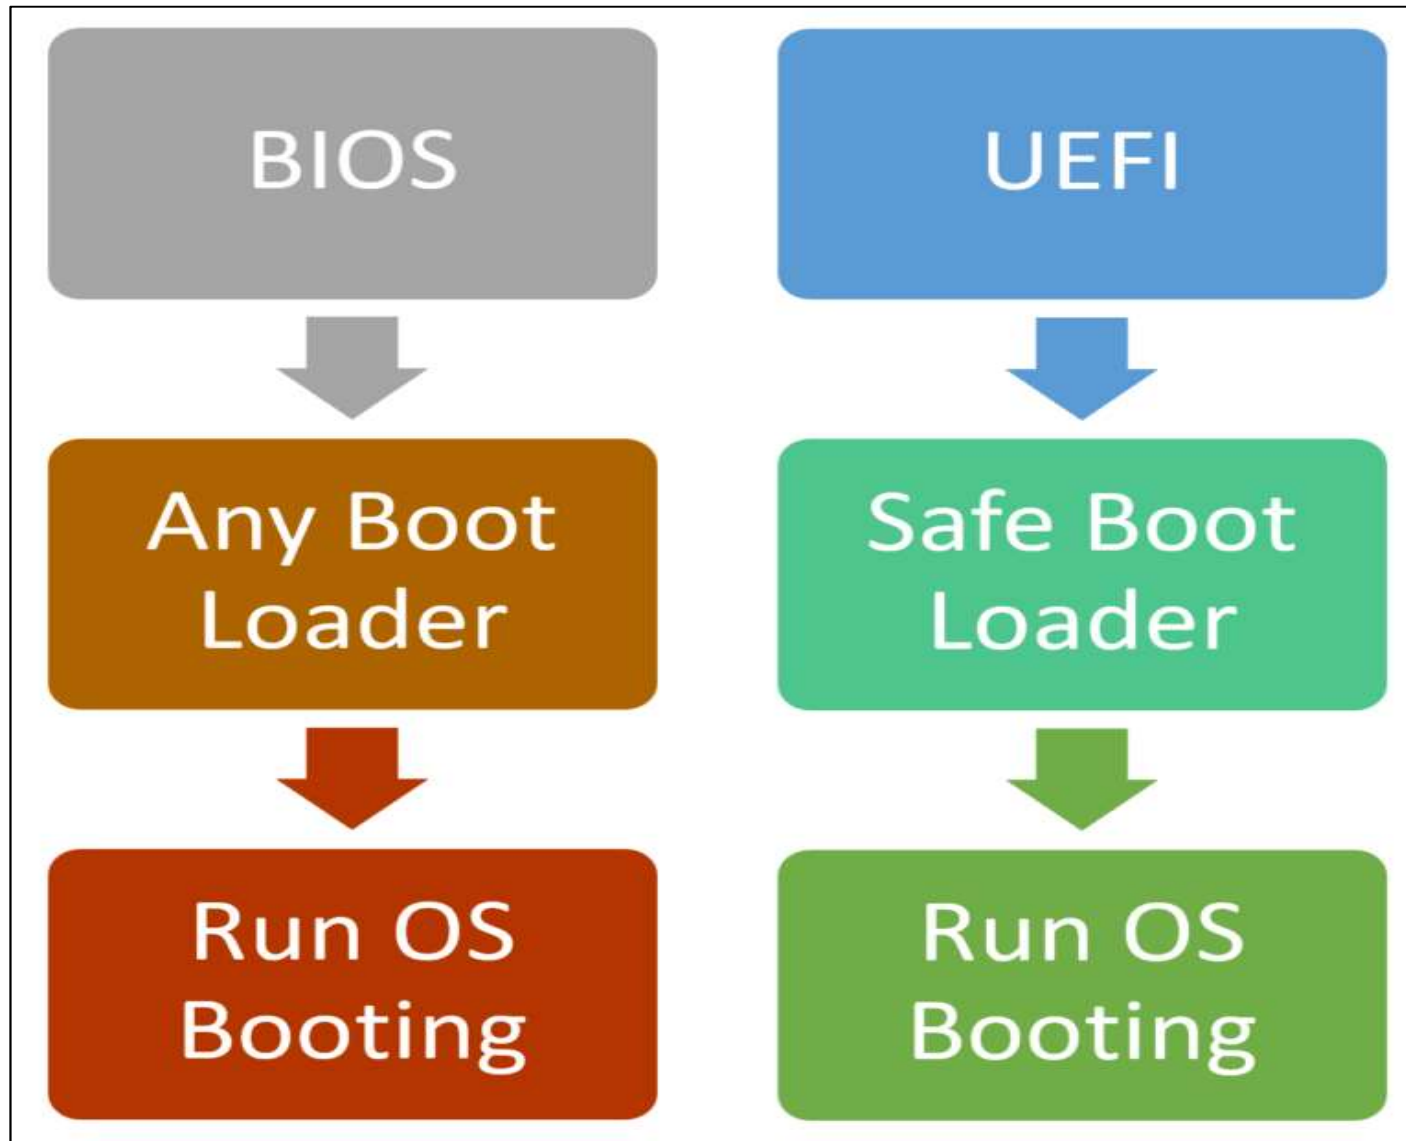 BIOS
Any Boot
Loader
Run OS
Booting
UEFI
Safe Boot
Loader
Run OS
Booting